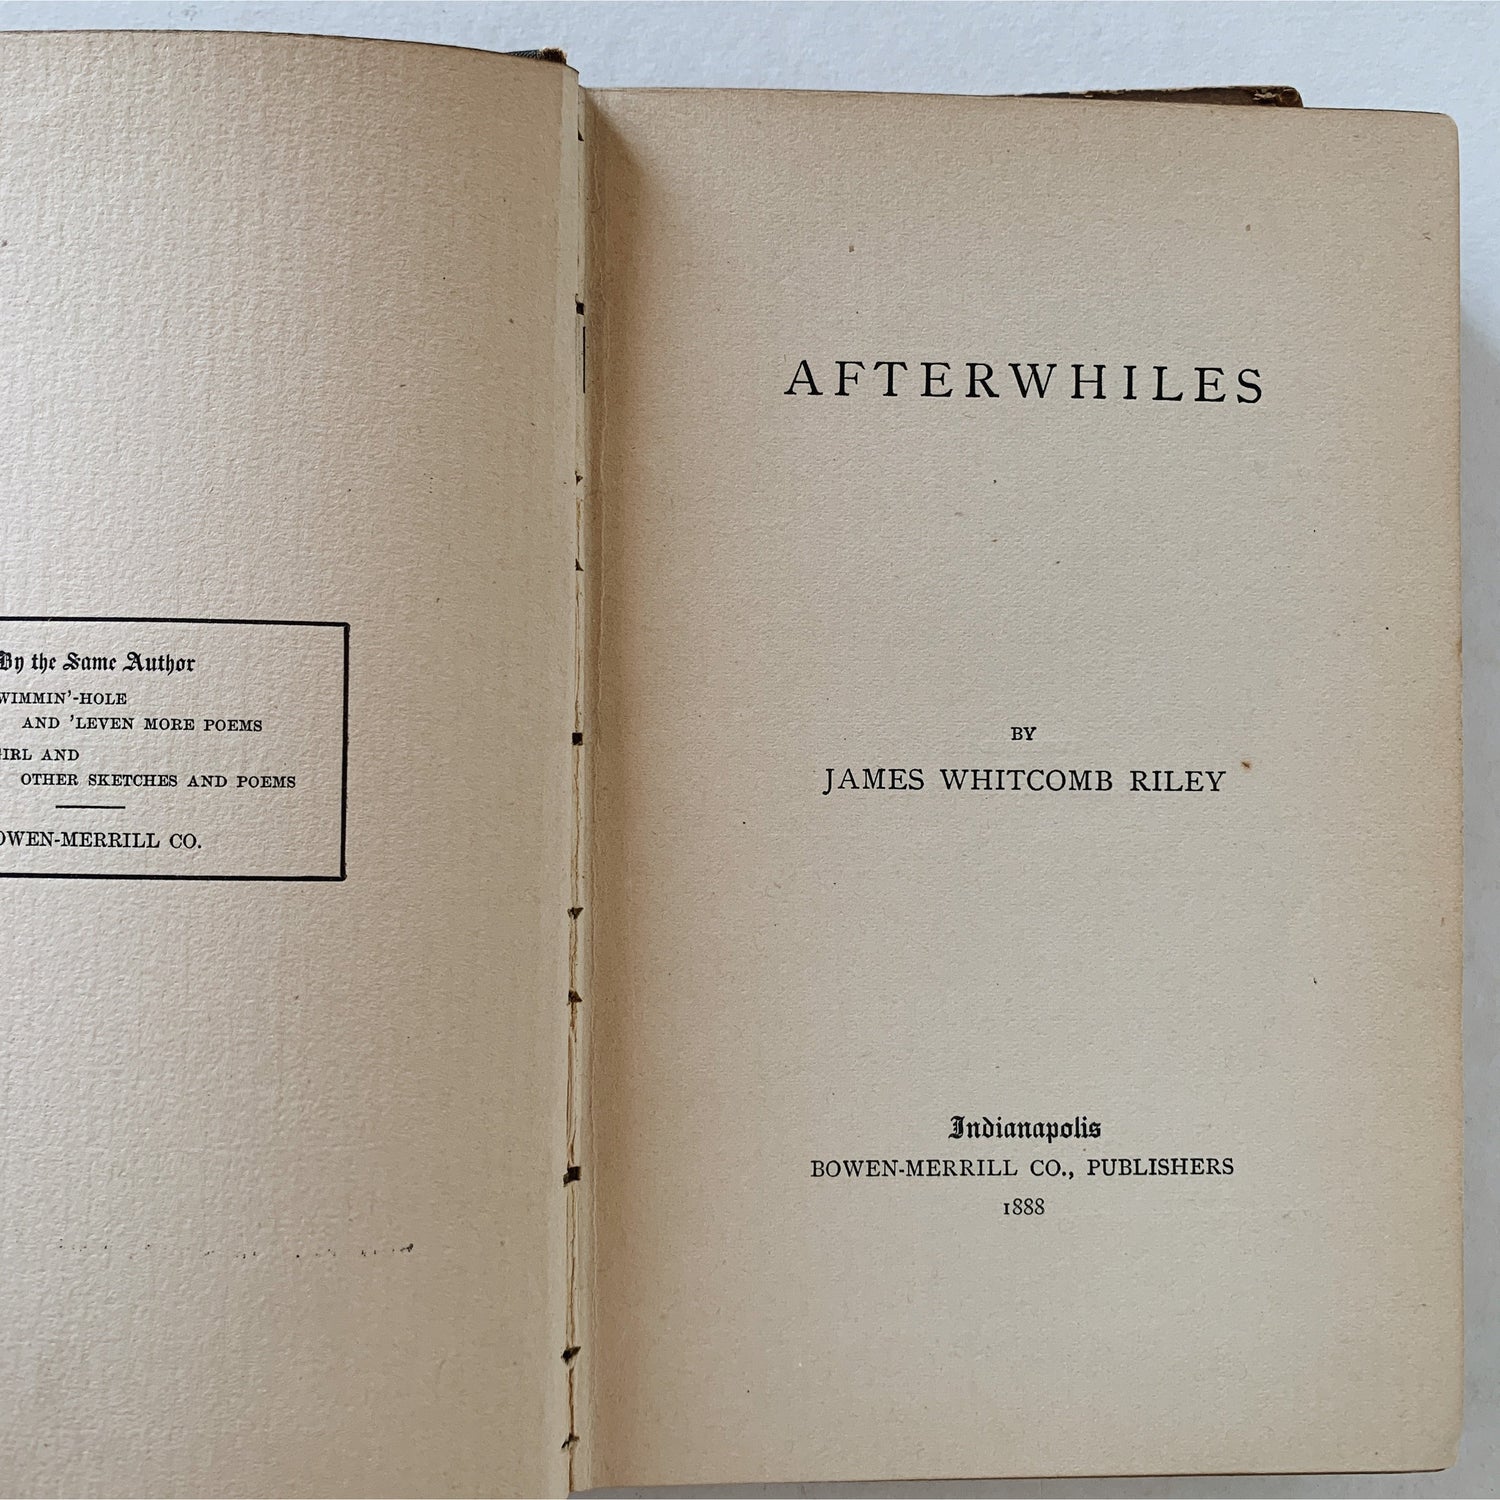 By the Same Author
WIMMIN'-HOLE
AND 'LEVEN MORE POEMS
IRL AND
OTHER SKETCHES AND POEMS
OWEN-MERRILL CO.
AFTERWHILES
BY
JAMES WHITCOMB RILEY
Indianapolis
BOWEN-MERRILL CO., PUBLISHERS
1888